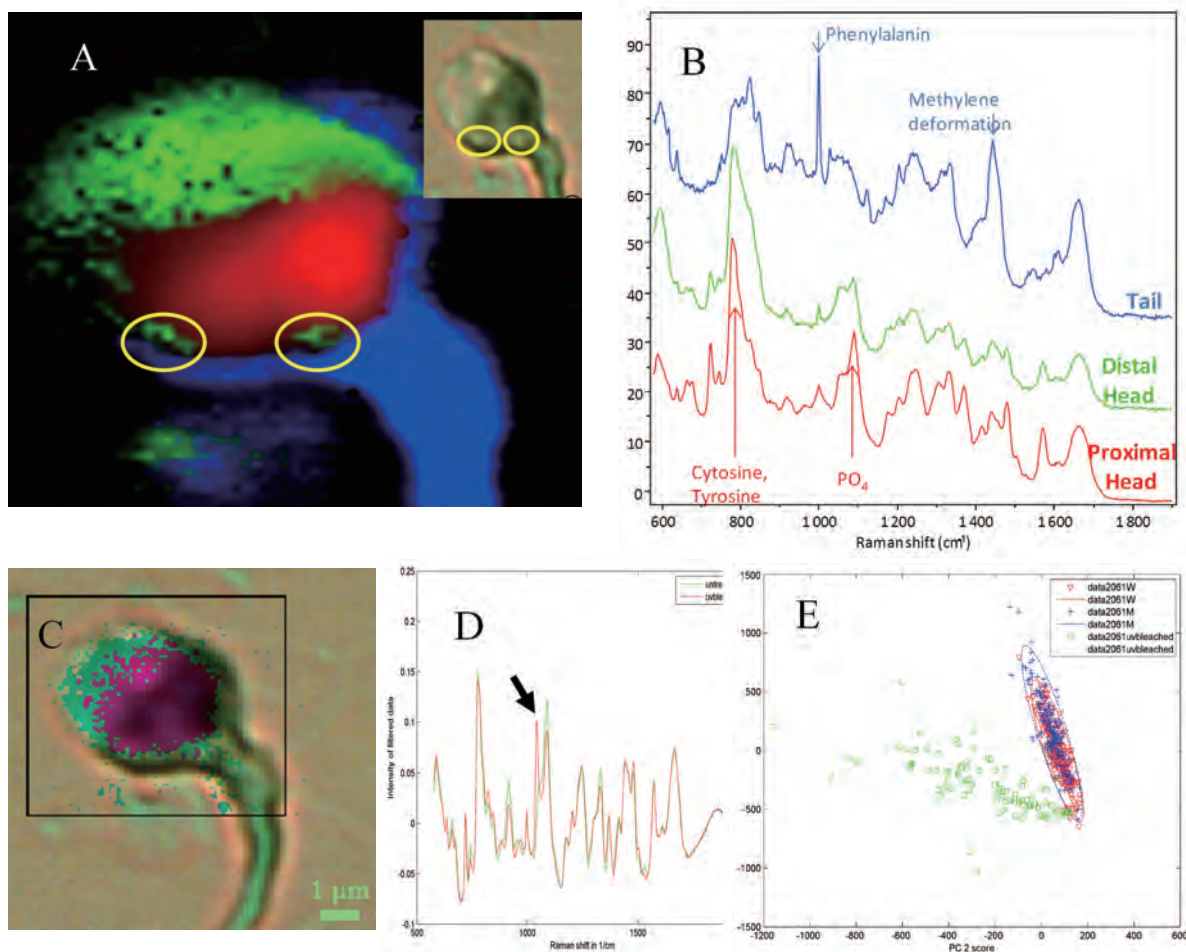 A
B
90
80
70
60
50
40
30
20
10
0
Phenylalanin
Methylene
deformation
Tail
Distal
Head
Proximal
Head
Cytosine,
Tyrosine
PO4
600 800 1000 1200 1400 1600 1800
Raman shift (cm¹)
C
1 µm
D
0.25
0.2
0.15
0.1
0.05
0
-0.05
-0.1
Intensity of filtered data
untre
uvble
500 1000 1500
Raman shift in 1/cm
E
data2061W
data2061W
data2061M
data2061M
data2061uvbleached
data2061uvbleached
1500
1000
500
0
-500
-1000
-1500
-1200 -1000 -800 -600 -400 -200 0 200 400 600
PC 2 score